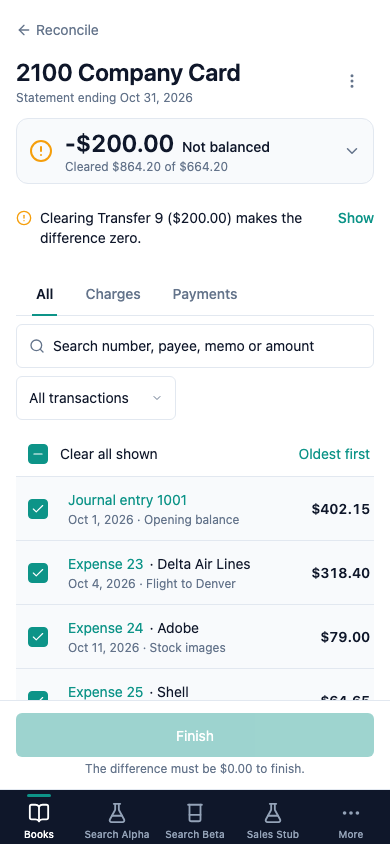 Reconcile
2100 Company Card
Statement ending Oct 31, 2026
-$200.00 Not balanced
Cleared $864.20 of $664.20
Clearing Transfer 9 ($200.00) makes the
difference zero.
Show
All Charges Payments
Search number, payee, memo or amount
All transactions
Clear all shown Oldest first
Journal entry 1001
Oct 1, 2026 · Opening balance
$402.15
Expense 23 · Delta Air Lines
Oct 4, 2026 · Flight to Denver
$318.40
Expense 24 · Adobe
Oct 11, 2026 · Stock images
$79.00
Expense 25 · Shell
$64.65
Finish
The difference must be $0.00 to finish.
Books Search Alpha Search Beta Sales Stub More